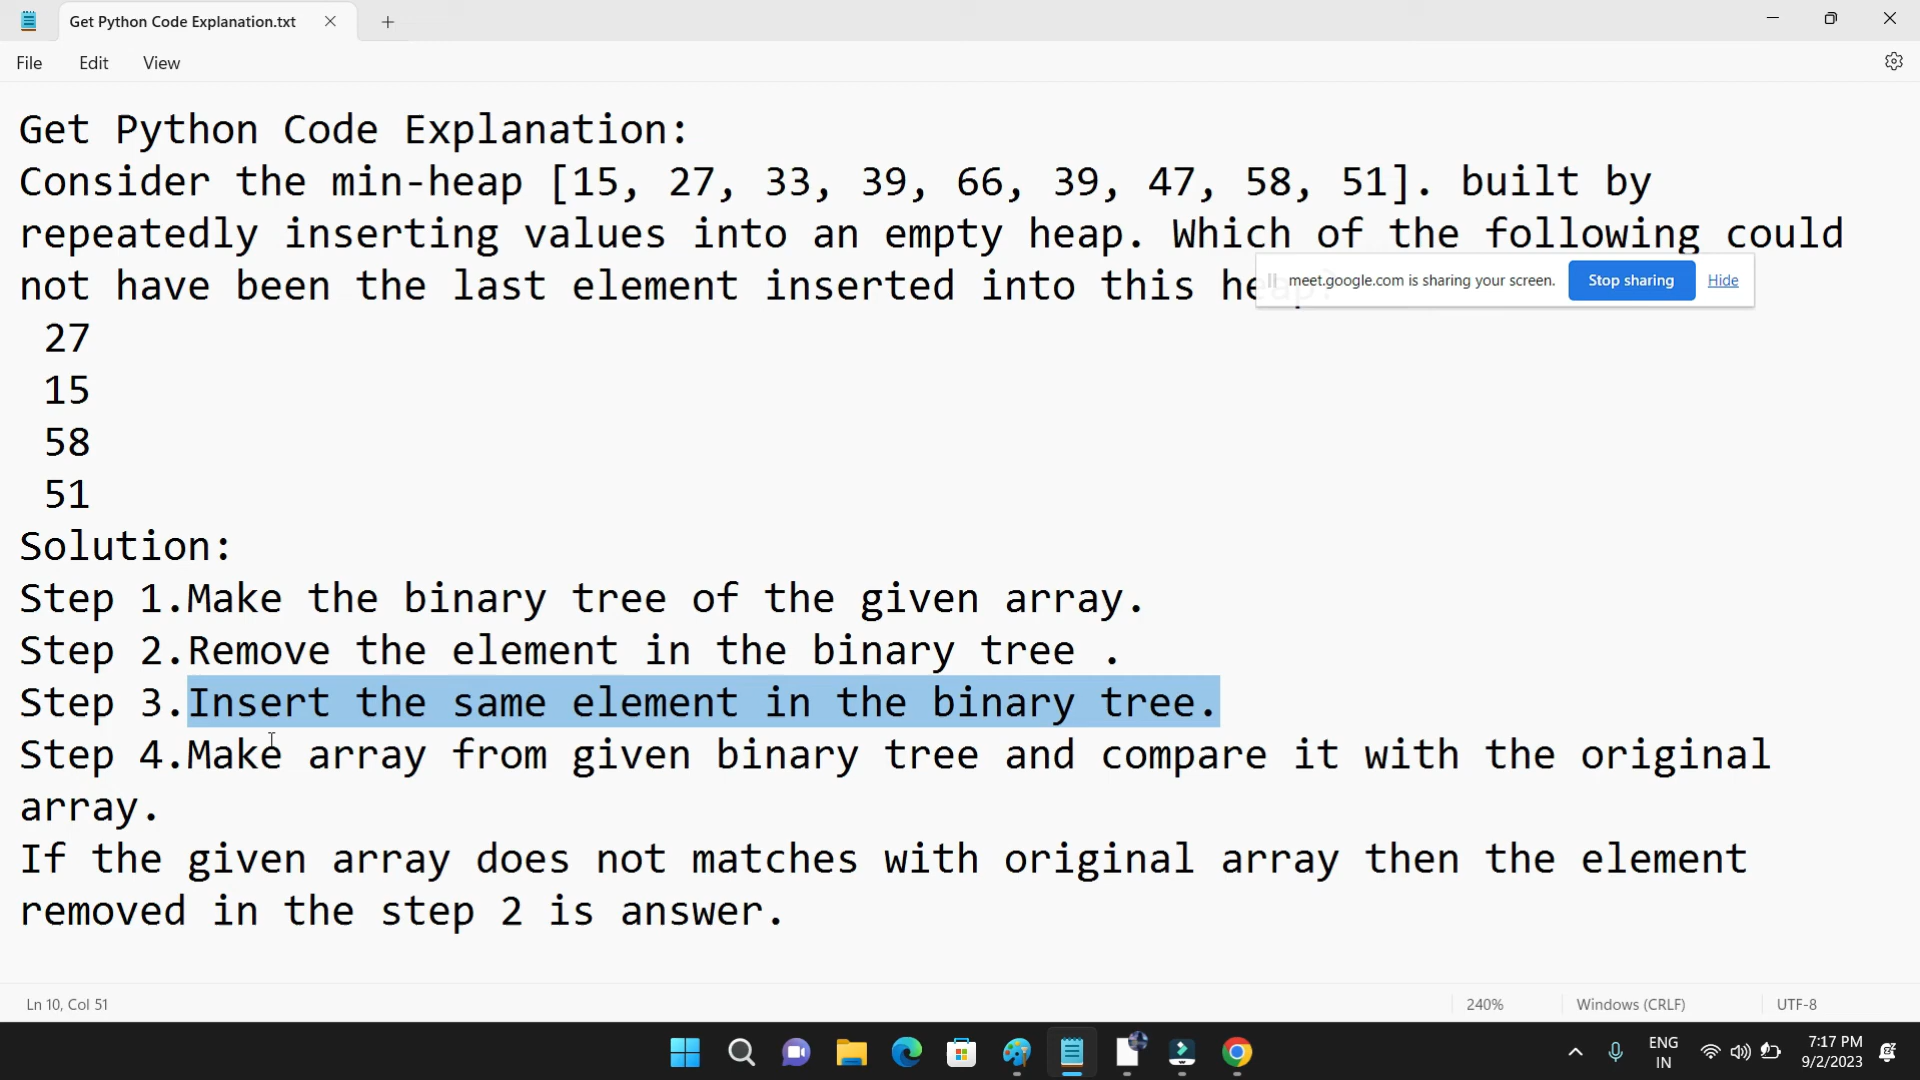 Get Python Code Explanation.txt
File Edit View
Get Python Code Explanation:
Consider the min-heap [15, 27, 33, 39, 66, 39, 47, 58, 51]. built by
repeatedly inserting values into an empty heap. Which of the following could
not have been the last element inserted into this heap?
meet.google.com is sharing your screen. Stop sharing Hide
27
15
58
51
Solution:
Step 1.Make the binary tree of the given array.
Step 2.Remove the element in the binary tree .
Step 3.Insert the same element in the binary tree.
Step 4.Make array from given binary tree and compare it with the original
array.
If the given array does not matches with original array then the element
removed in the step 2 is answer.
Ln 10, Col 51 240% Windows (CRLF) UTF-8
ENG
IN
7:17 PM
9/2/2023